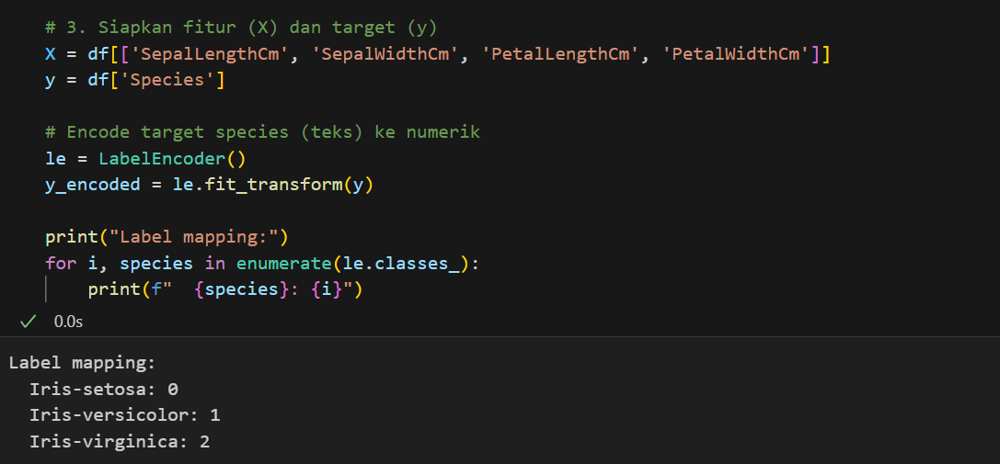 # 3. Siapkan fitur (X) dan target (y)
X = df[['SepalLengthCm', 'SepalWidthCm', 'PetalLengthCm', 'PetalWidthCm']]
y = df['Species']
# Encode target species (teks) ke numerik
le = LabelEncoder()
y_encoded = le.fit_transform(y)
print("Label mapping:")
for i, species in enumerate(le.classes_):
    print(f"  {species}: {i}")
0.0s
Label mapping:
  Iris-setosa: 0
  Iris-versicolor: 1
  Iris-virginica: 2